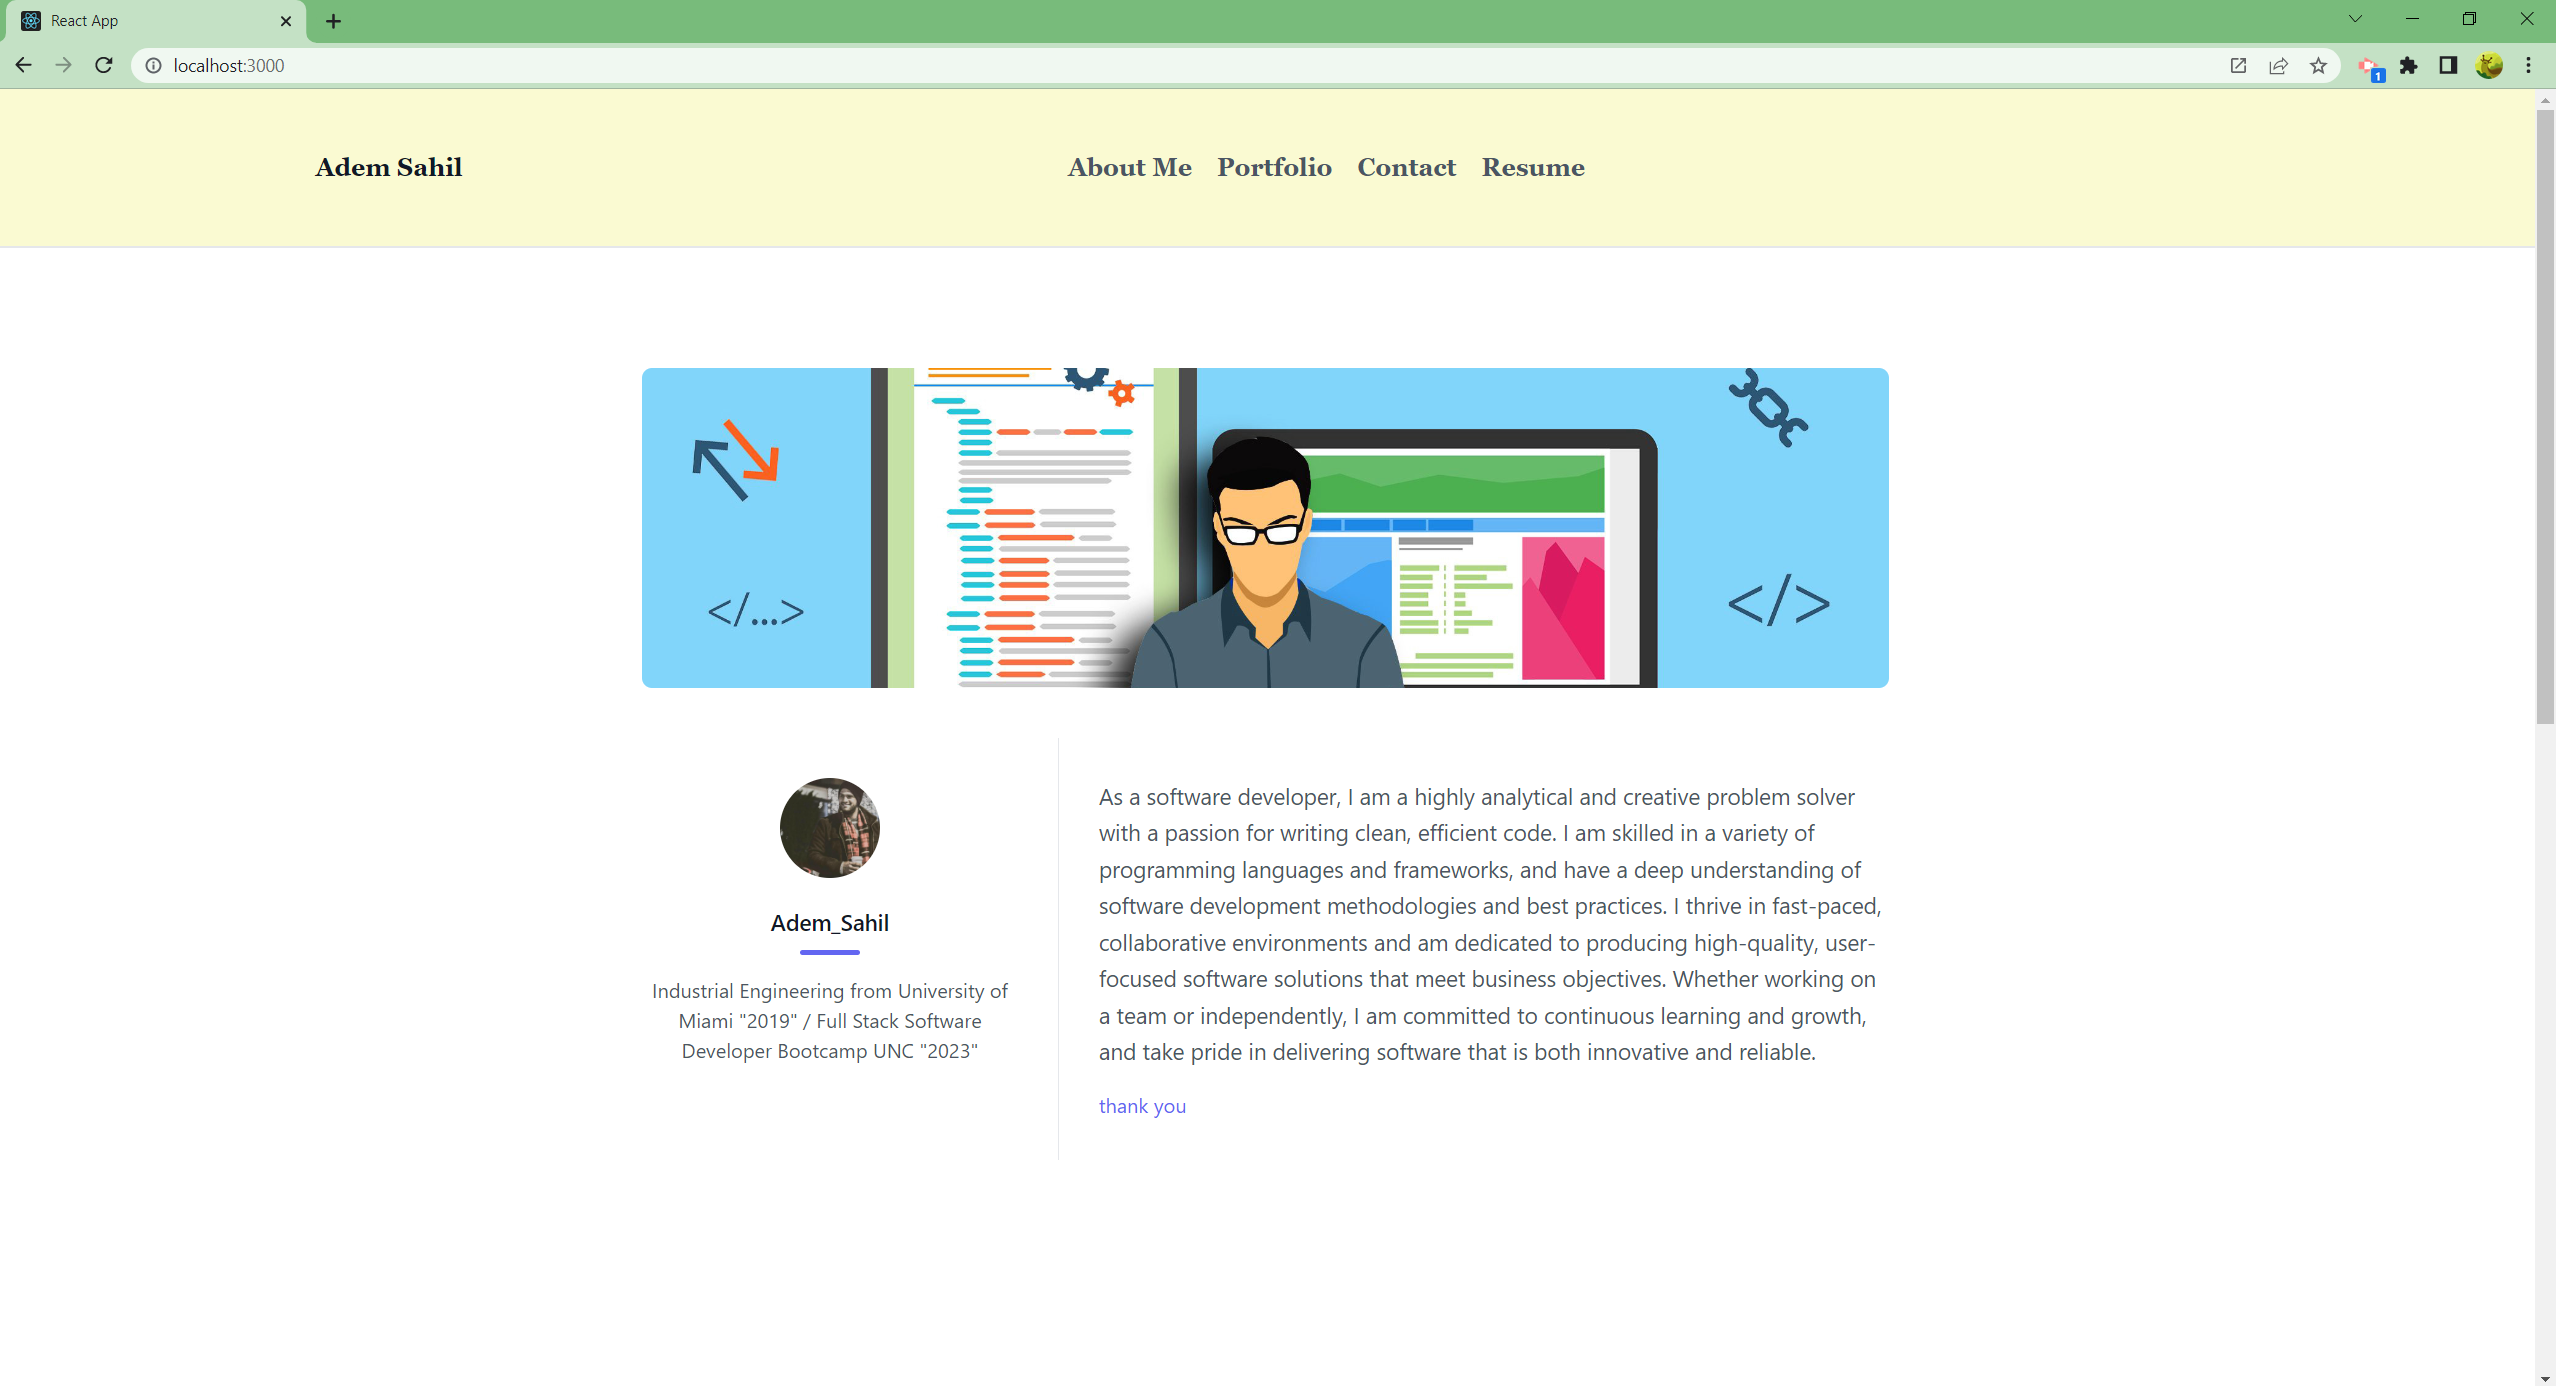 React App
localhost:3000
1
Adem Sahil
About Me Portfolio Contact Resume
</...>
</>
Adem_Sahil
Industrial Engineering from University of
Miami "2019" / Full Stack Software
Developer Bootcamp UNC "2023"
As a software developer, I am a highly analytical and creative problem solver
with a passion for writing clean, efficient code. I am skilled in a variety of
programming languages and frameworks, and have a deep understanding of
software development methodologies and best practices. I thrive in fast-paced,
collaborative environments and am dedicated to producing high-quality, user-
focused software solutions that meet business objectives. Whether working on
a team or independently, I am committed to continuous learning and growth,
and take pride in delivering software that is both innovative and reliable.
thank you